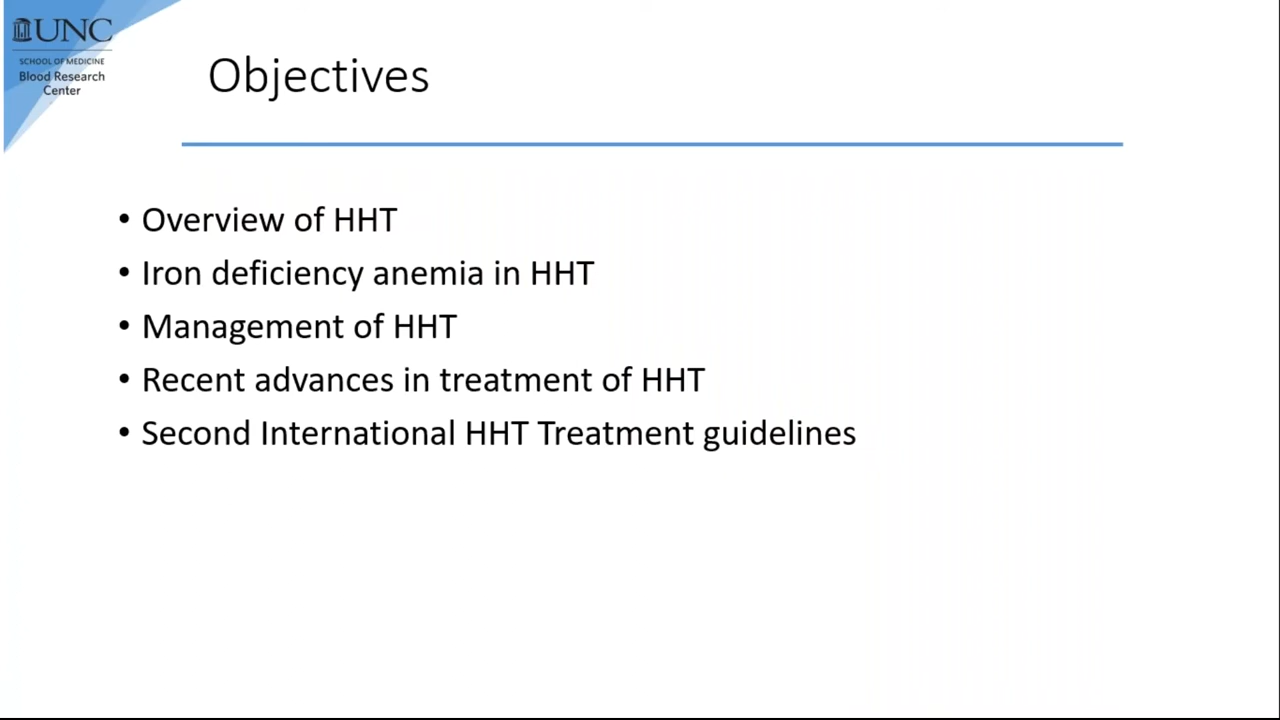 UNC
SCHOOL OF MEDICINE
Blood Research
Center
Objectives
• Overview of HHT
• Iron deficiency anemia in HHT
• Management of HHT
• Recent advances in treatment of HHT
• Second International HHT Treatment guidelines